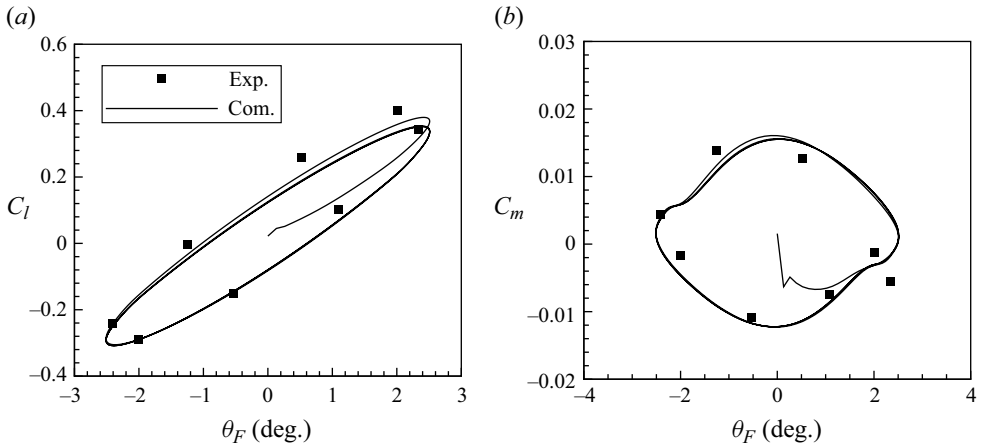 (a)
0.6
0.4
0.2
0
–0.2
–0.4
C_l
Exp.
Com.
–3 –2 –1 0 1 2 3
θ_F (deg.)
(b)
0.03
0.02
0.01
0
–0.01
–0.02
C_m
–4 –2 0 2 4
θ_F (deg.)